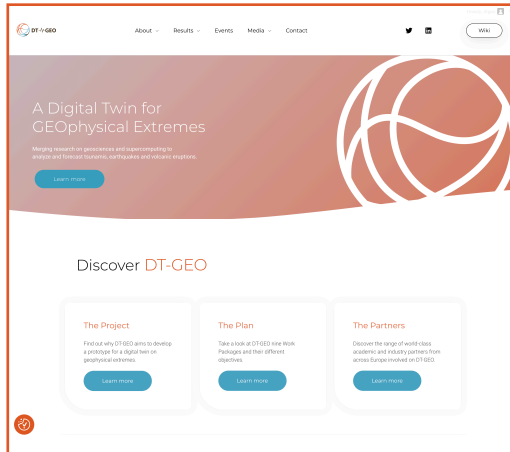 DT-GEO
About
Results
Events
Media
Contact
Wiki
A Digital Twin for
GEOphysical Extremes
Merging research on geosciences and supercomputing to
analyze and forecast tsunamis, earthquakes and volcanic eruptions.
Learn more
Discover DT-GEO
The Project
Find out why DT-GEO aims to develop
a prototype for a digital twin on
geophysical extremes.
Learn more
The Plan
Take a look at DT-GEO nine Work
Packages and their different
objectives.
Learn more
The Partners
Discover the range of world-class
academic and industry partners from
across Europe involved on DT-GEO.
Learn more